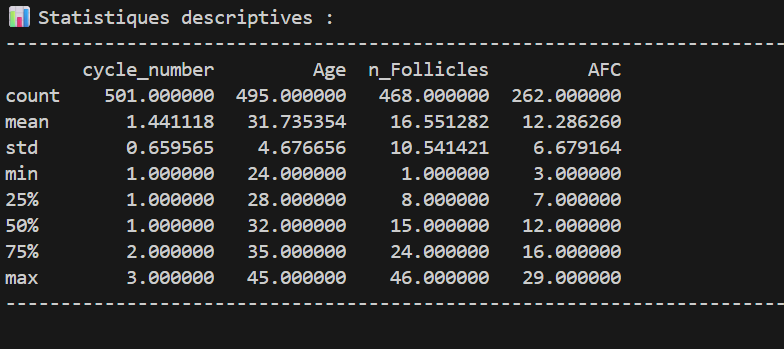 📊 Statistiques descriptives :
--------------------------------------------------------------------------------
       cycle_number         Age  n_Follicles         AFC
count    501.000000  495.000000   468.000000  262.000000
mean       1.441118   31.735354    16.551282   12.286260
std        0.659565    4.676656    10.541421    6.679164
min        1.000000   24.000000     1.000000    3.000000
25%        1.000000   28.000000     8.000000    7.000000
50%        1.000000   32.000000    15.000000   12.000000
75%        2.000000   35.000000    24.000000   16.000000
max        3.000000   45.000000    46.000000   29.000000
--------------------------------------------------------------------------------